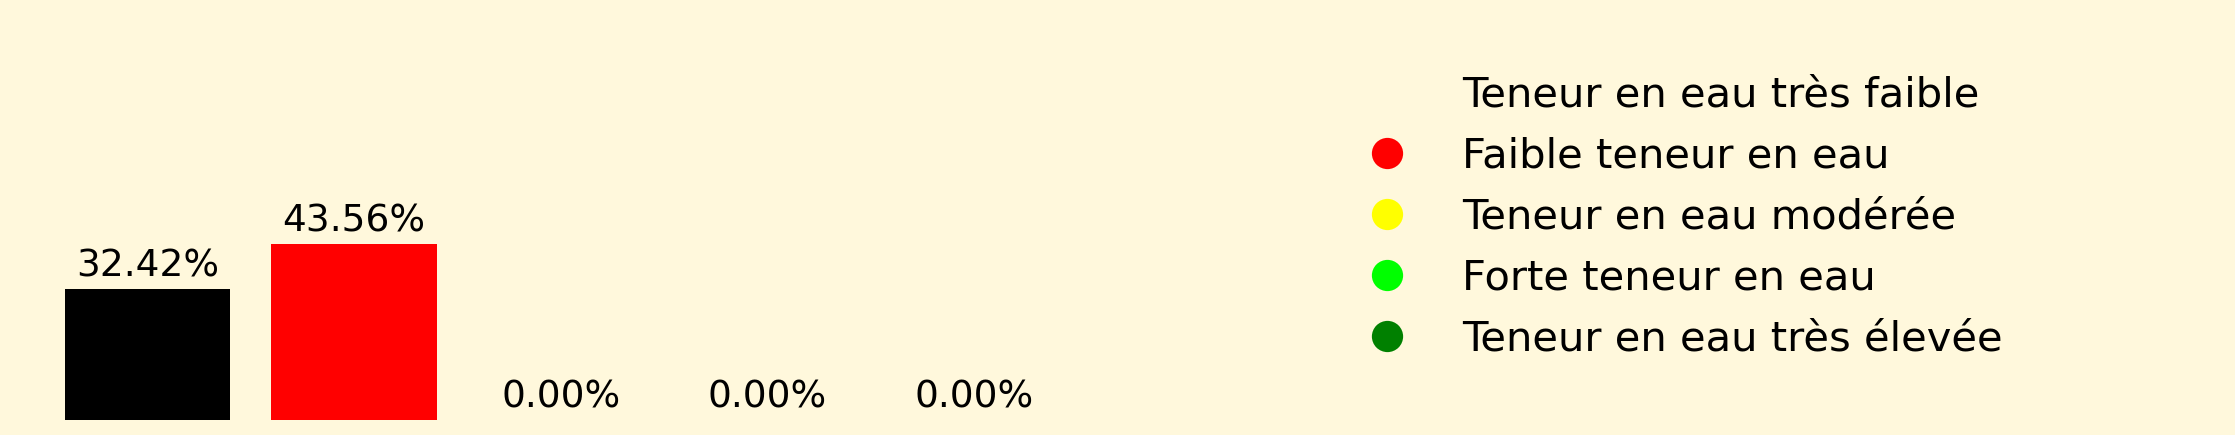 32.42%
43.56%
0.00%
0.00%
0.00%
Teneur en eau très faible
Faible teneur en eau
Teneur en eau modérée
Forte teneur en eau
Teneur en eau très élevée